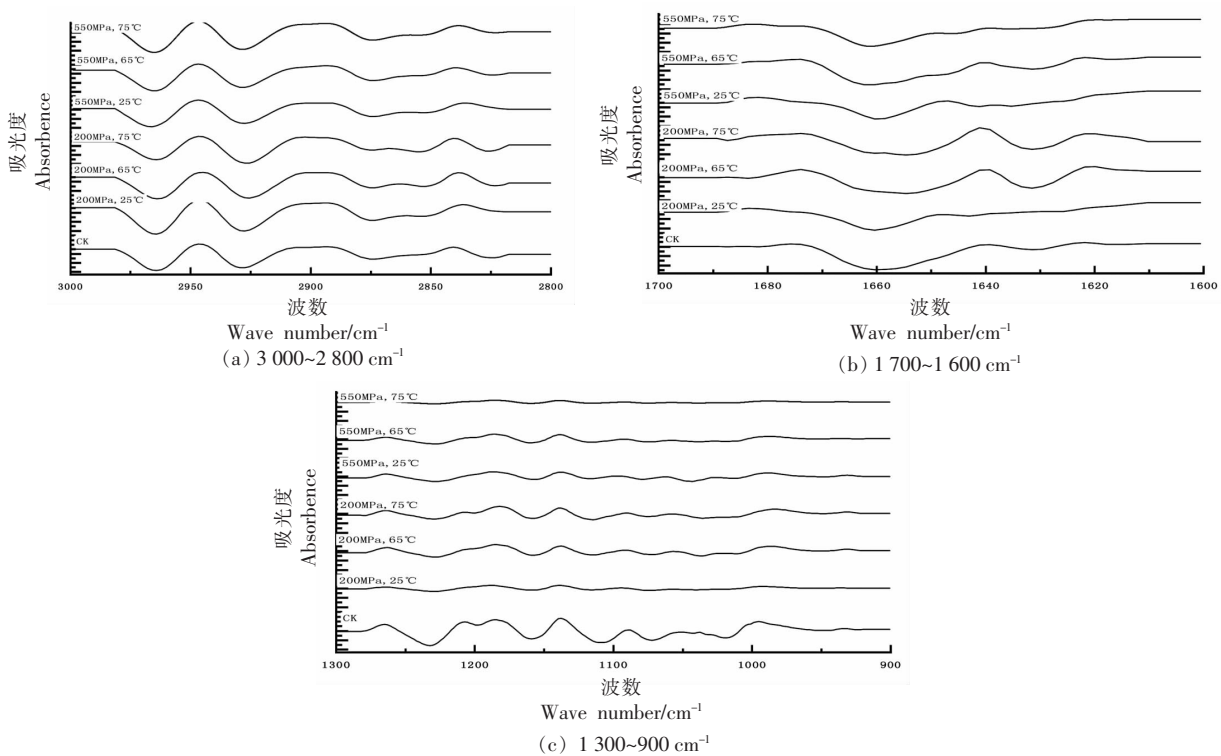 吸光度
Absorbence
550MPa, 75℃
550MPa, 65℃
550MPa, 25℃
200MPa, 75℃
200MPa, 65℃
200MPa, 25℃
CK
3000 2950 2900 2850 2800
波数
Wave number/cm⁻¹
(a) 3 000~2 800 cm⁻¹
吸光度
Absorbence
550MPa, 75℃
550MPa, 65℃
550MPa, 25℃
200MPa, 75℃
200MPa, 65℃
200MPa, 25℃
CK
1700 1680 1660 1640 1620 1600
波数
Wave number/cm⁻¹
(b) 1 700~1 600 cm⁻¹
吸光度
Absorbence
550MPa, 75℃
550MPa, 65℃
550MPa, 25℃
200MPa, 75℃
200MPa, 65℃
200MPa, 25℃
CK
1300 1200 1100 1000 900
波数
Wave number/cm⁻¹
(c) 1 300~900 cm⁻¹